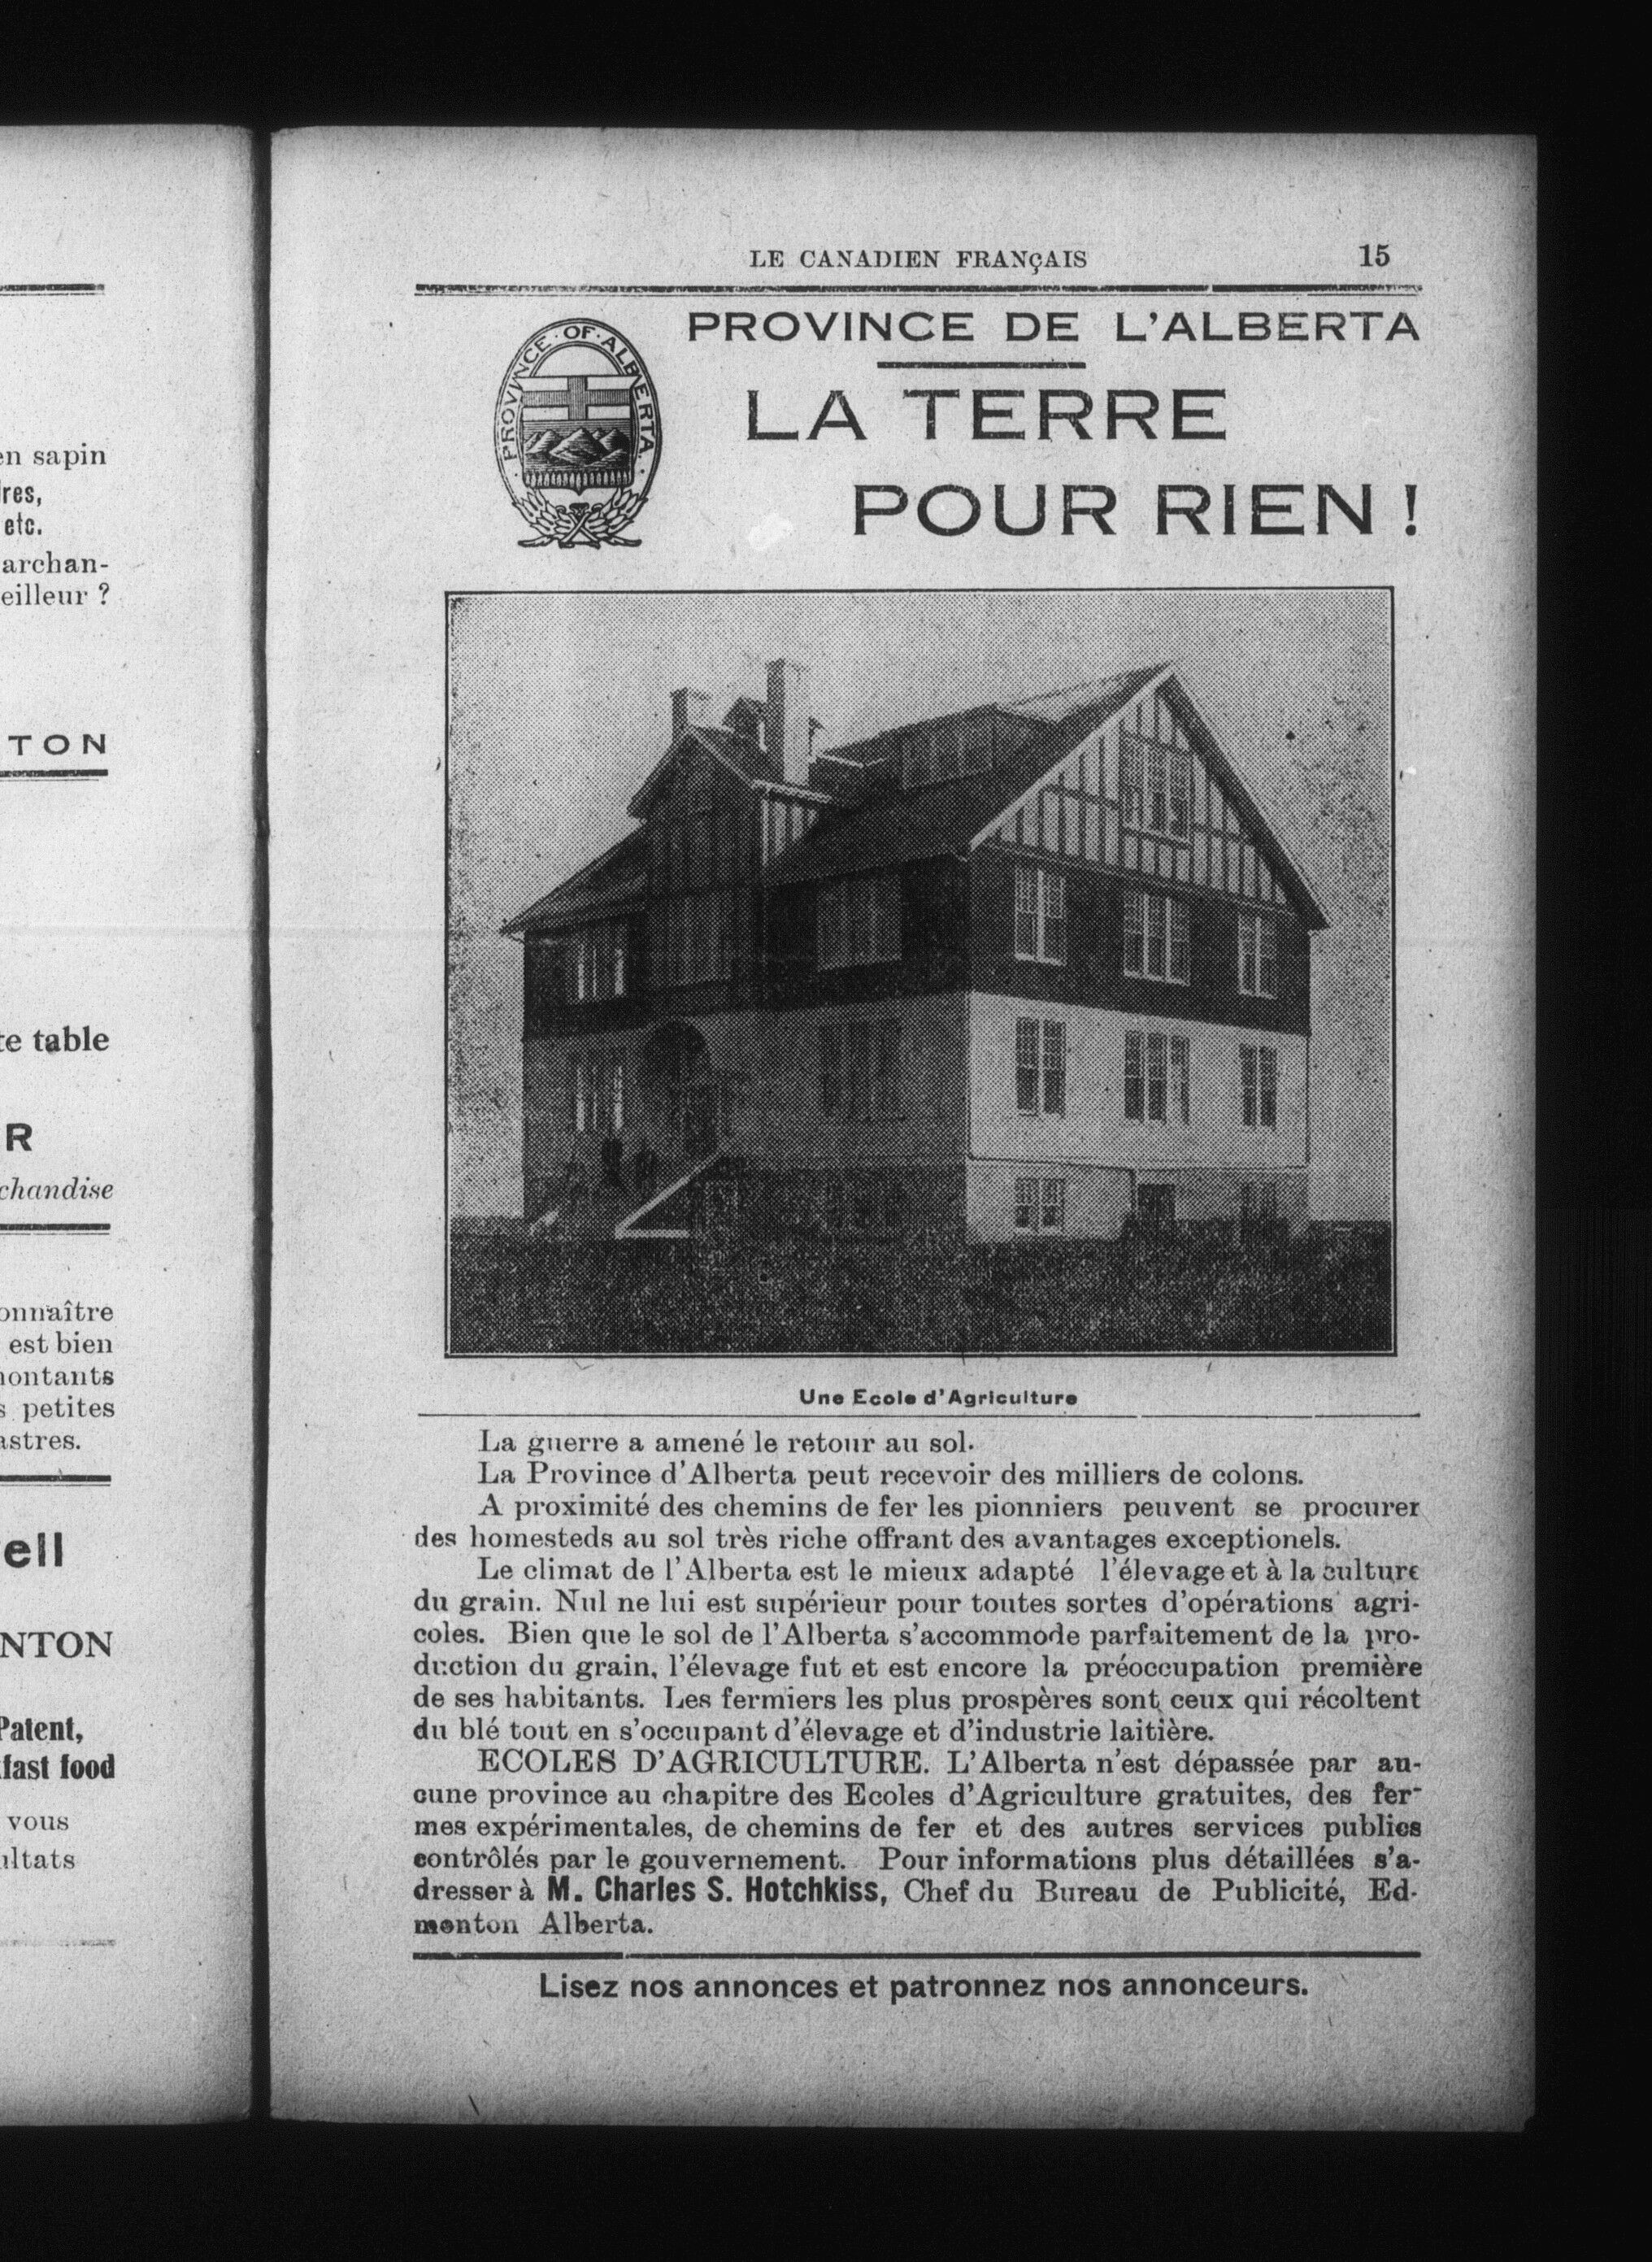 en sapin
etc.
archan-
eilleur ?
TON
te table
R
chandise
onnaître
est bien
montants
s petites
astres.
ell
NTON
Patent,
fast food
vous
ultats
LE CANADIEN FRANÇAIS 15
PROVINCE OF ALBERTA
PROVINCE DE L'ALBERTA
LA TERRE
POUR RIEN !
Une Ecole d'Agriculture
La guerre a amené le retour au sol.
La Province d'Alberta peut recevoir des milliers de colons.
A proximité des chemins de fer les pionniers peuvent se procurer
des homesteds au sol très riche offrant des avantages exceptionels.
Le climat de l'Alberta est le mieux adapté l'élevage et à la culture
du grain. Nul ne lui est supérieur pour toutes sortes d'opérations agri-
coles. Bien que le sol de l'Alberta s'accommode parfaitement de la pro-
duction du grain, l'élevage fut et est encore la préoccupation première
de ses habitants. Les fermiers les plus prospères sont ceux qui récoltent
du blé tout en s'occupant d'élevage et d'industrie laitière.
ECOLES D'AGRICULTURE. L'Alberta n'est dépassée par au-
cune province au chapitre des Ecoles d'Agriculture gratuites, des fer-
mes expérimentales, de chemins de fer et des autres services publics
contrôlés par le gouvernement. Pour informations plus détaillées s'a-
dresser à M. Charles S. Hotchkiss, Chef du Bureau de Publicité, Ed-
monton Alberta.
Lisez nos annonces et patronnez nos annonceurs.